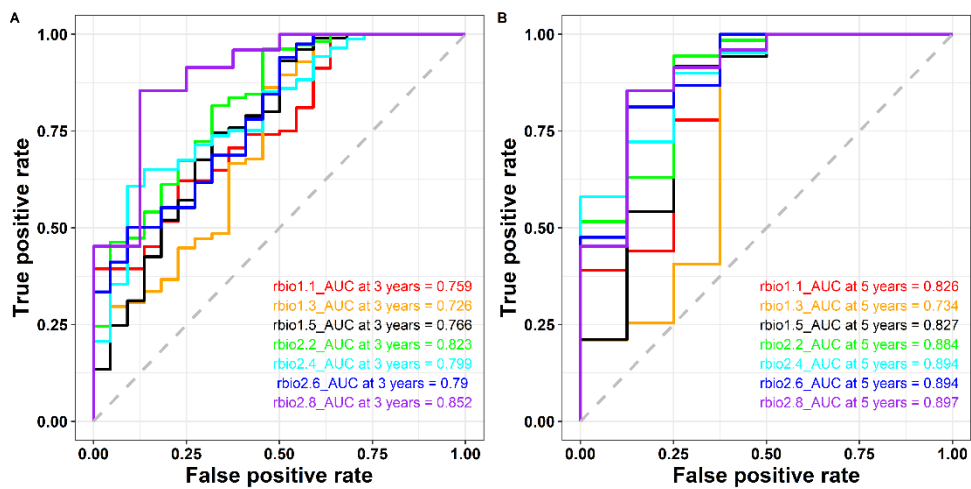 A
True positive rate
1.00
0.75
0.50
0.25
0.00
rbio1.1_AUC at 3 years = 0.759
rbio1.3_AUC at 3 years = 0.726
rbio1.5_AUC at 3 years = 0.766
rbio2.2_AUC at 3 years = 0.823
rbio2.4_AUC at 3 years = 0.799
rbio2.6_AUC at 3 years = 0.79
rbio2.8_AUC at 3 years = 0.852
0.00 0.25 0.50 0.75 1.00
False positive rate
B
True positive rate
1.00
0.75
0.50
0.25
0.00
rbio1.1_AUC at 5 years = 0.826
rbio1.3_AUC at 5 years = 0.734
rbio1.5_AUC at 5 years = 0.827
rbio2.2_AUC at 5 years = 0.884
rbio2.4_AUC at 5 years = 0.894
rbio2.6_AUC at 5 years = 0.894
rbio2.8_AUC at 5 years = 0.897
0.00 0.25 0.50 0.75 1.00
False positive rate